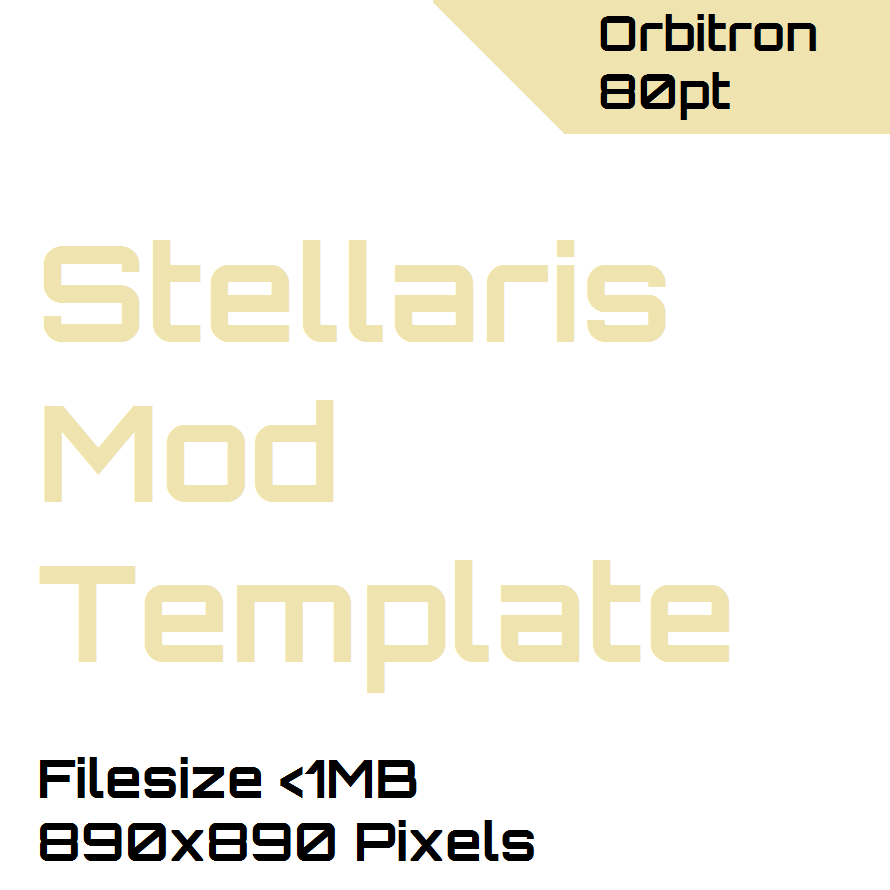 Orbitron
80pt
Stellaris
Mod
Template
Filesize <1MB
890x890 Pixels